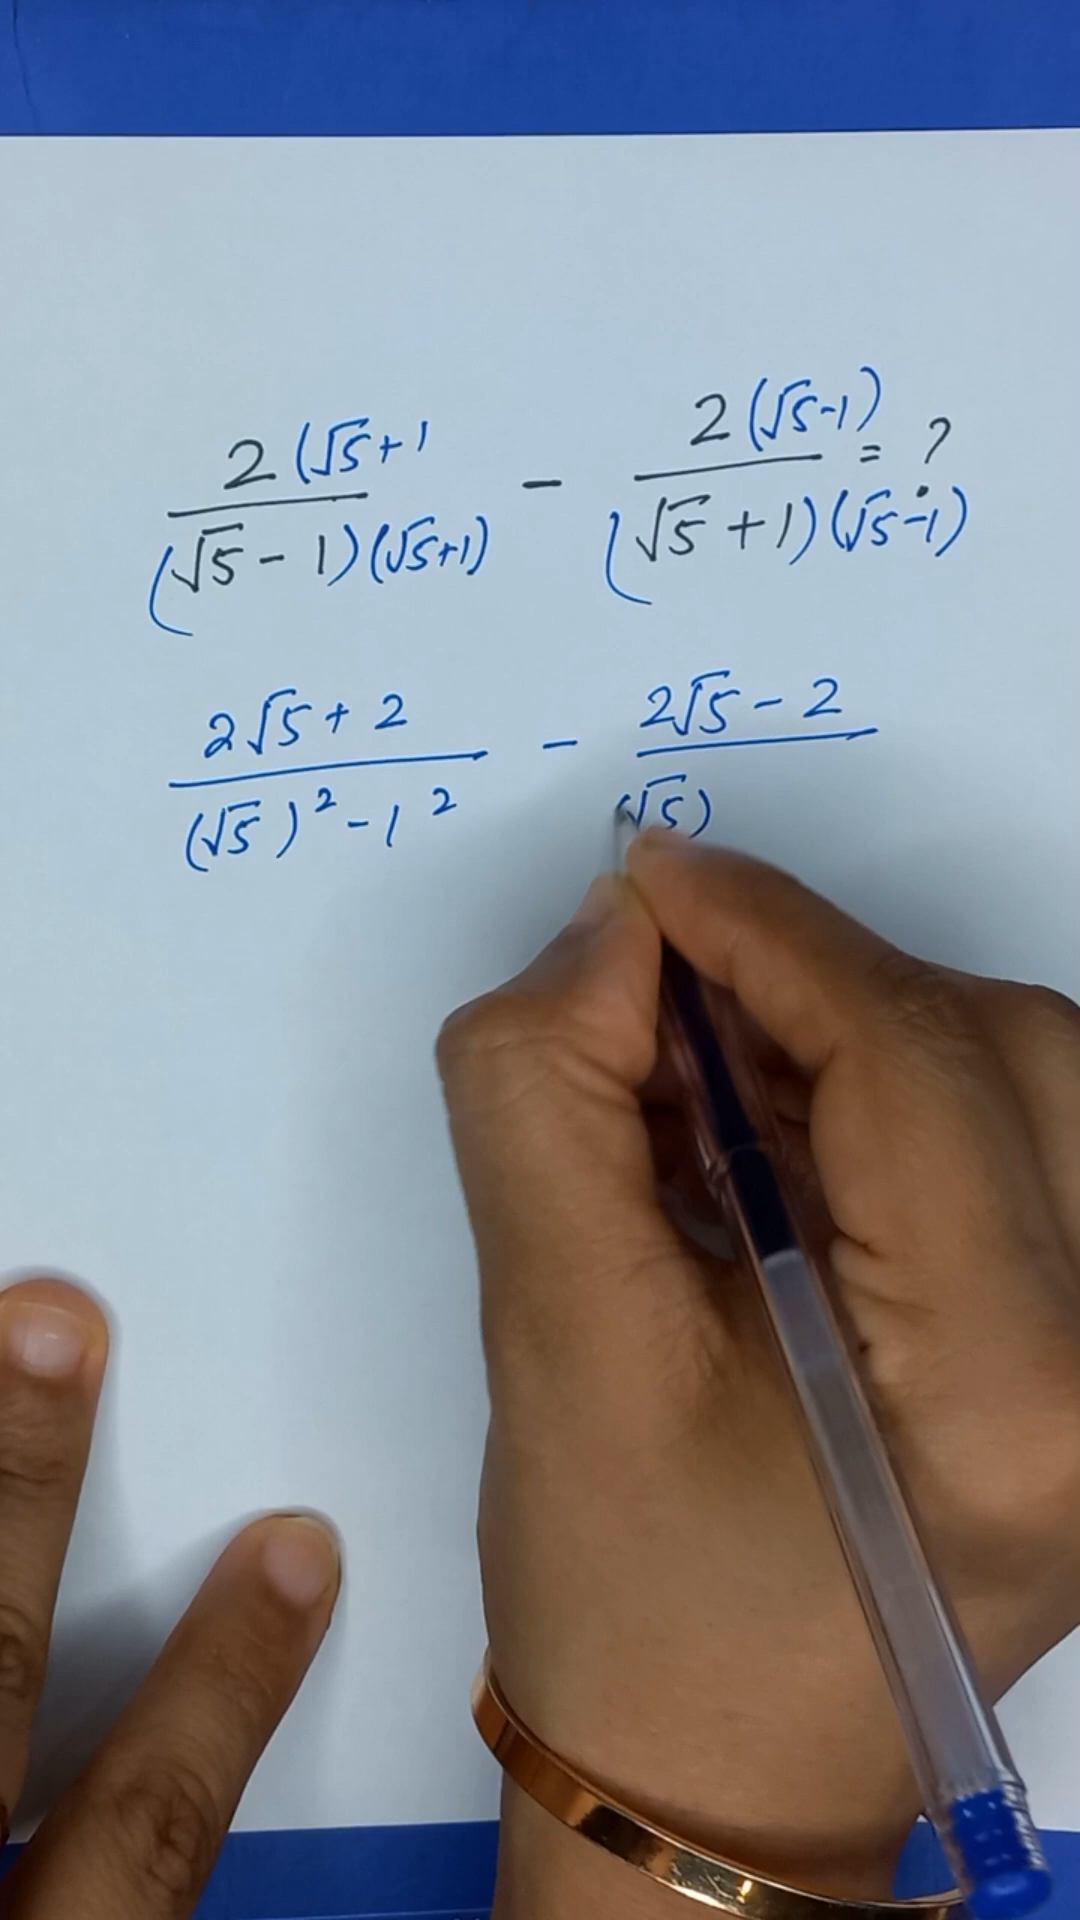 2(√5+1 / (√5-1)(√5+1) - 2(√5-1) / (√5+1)(√5-1) = ?
2√5+2 / (√5)²-1² - 2√5-2 / (√5)